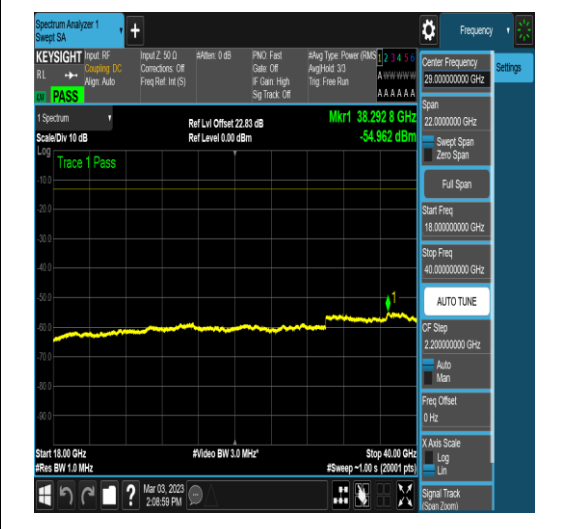 Spectrum Analyzer 1
Swept SA
Frequency
KEYSIGHT
RL
PASS
Input: RF
Coupling: DC
Align: Auto
Input Z: 50 Ω
Corrections: Off
Freq Ref: Int (S)
#Atten: 0 dB
PNO: Fast
Gate: Off
IF Gain: High
Sig Track: Off
#Avg Type: Power (RMS
Avg|Hold: 3/3
Trig: Free Run
1 2 3 4 5 6
A W W W W W
A A A A A A
1 Spectrum
Scale/Div 10 dB
Ref Lvl Offset 22.83 dB
Ref Level 0.00 dBm
Mkr1 38.292 8 GHz
-54.962 dBm
Log
Trace 1 Pass
-10.0
-20.0
-30.0
-40.0
-50.0
-60.0
-70.0
-80.0
-90.0
1
Start 18.00 GHz
#Res BW 1.0 MHz
#Video BW 3.0 MHz*
Stop 40.00 GHz
#Sweep ~1.00 s (20001 pts)
Center Frequency
29.000000000 GHz
Settings
Span
22.0000000 GHz
Swept Span
Zero Span
Full Span
Start Freq
18.000000000 GHz
Stop Freq
40.000000000 GHz
AUTO TUNE
CF Step
2.200000000 GHz
Auto
Man
Freq Offset
0 Hz
X Axis Scale
Log
Lin
Signal Track
(Span Zoom)
?
Mar 03, 2023
2:08:59 PM